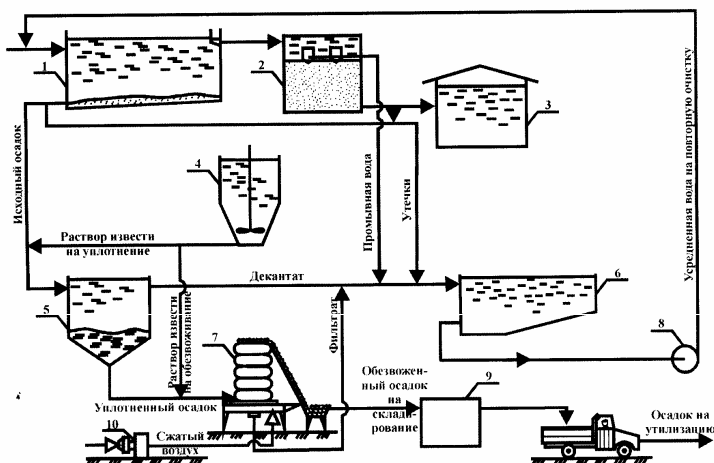 1
2
3
4
Исходный осадок
Промывная вода
Утечки
Усредненная вода на повторную очистку
Раствор извести
на уплотнение
Декантат
6
5
Раствор извести
на обезвоживание
7
Фильтрат
8
Обезвожен-
ный осадок
на
складирование
9
Уплотненный осадок
10
Сжатый
воздух
Осадок на
утилизацию